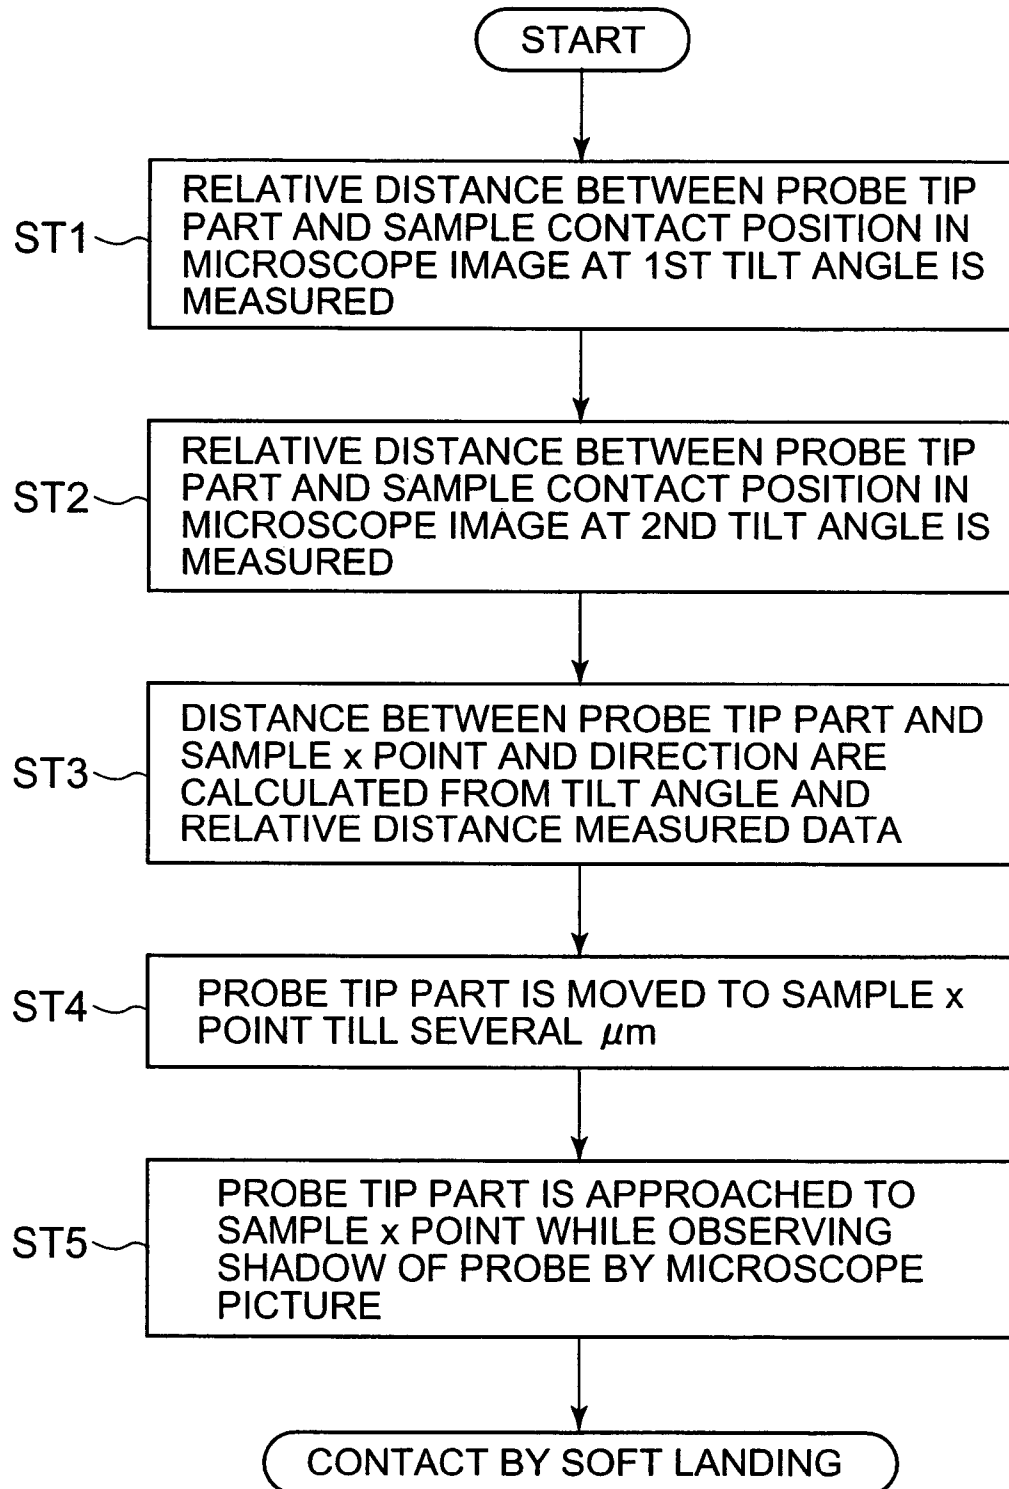 START
ST1
RELATIVE DISTANCE BETWEEN PROBE TIP
PART AND SAMPLE CONTACT POSITION IN
MICROSCOPE IMAGE AT 1ST TILT ANGLE IS
MEASURED
ST2
RELATIVE DISTANCE BETWEEN PROBE TIP
PART AND SAMPLE CONTACT POSITION IN
MICROSCOPE IMAGE AT 2ND TILT ANGLE IS
MEASURED
ST3
DISTANCE BETWEEN PROBE TIP PART AND
SAMPLE x POINT AND DIRECTION ARE
CALCULATED FROM TILT ANGLE AND
RELATIVE DISTANCE MEASURED DATA
ST4
PROBE TIP PART IS MOVED TO SAMPLE x
POINT TILL SEVERAL μm
ST5
PROBE TIP PART IS APPROACHED TO
SAMPLE x POINT WHILE OBSERVING
SHADOW OF PROBE BY MICROSCOPE
PICTURE
CONTACT BY SOFT LANDING